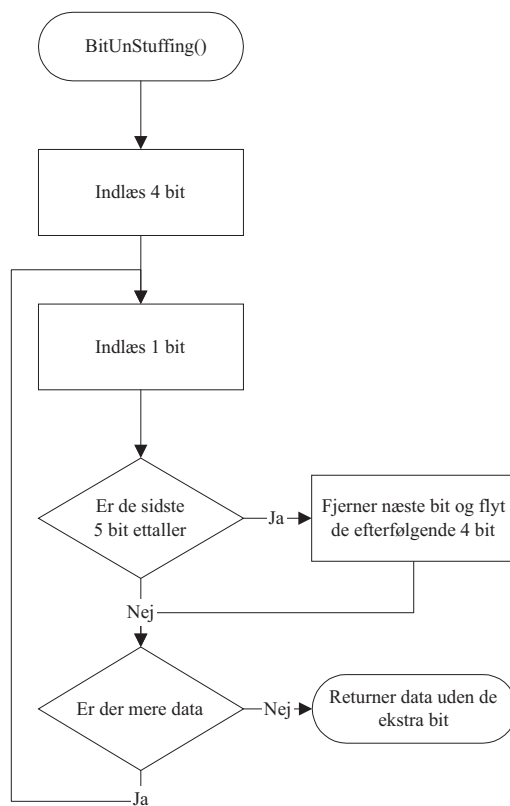 BitUnStuffing()
Indlæs 4 bit
Indlæs 1 bit
Er de sidste
5 bit ettaller
Ja
Fjerner næste bit og flyt
de efterfølgende 4 bit
Nej
Er der mere data
Nej
Returner data uden de
ekstra bit
Ja